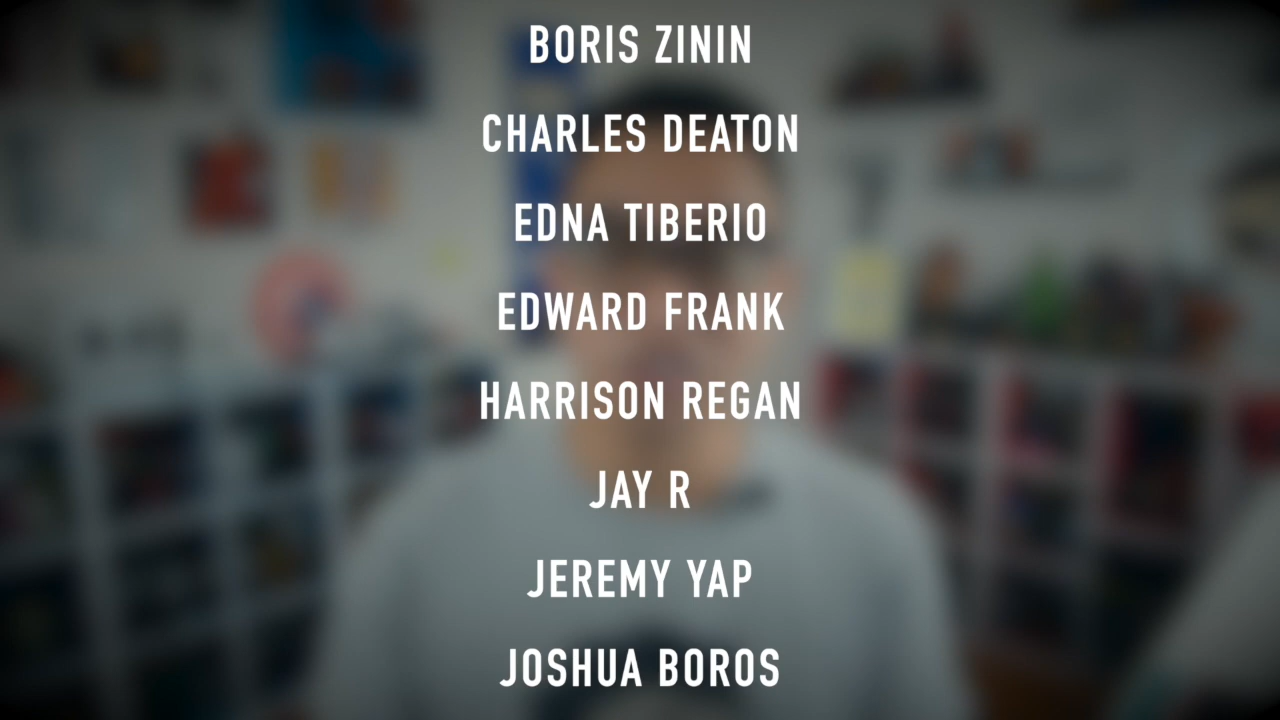 BORIS ZININ
CHARLES DEATON
EDNA TIBERIO
EDWARD FRANK
HARRISON REGAN
JAY R
JEREMY YAP
JOSHUA BOROS